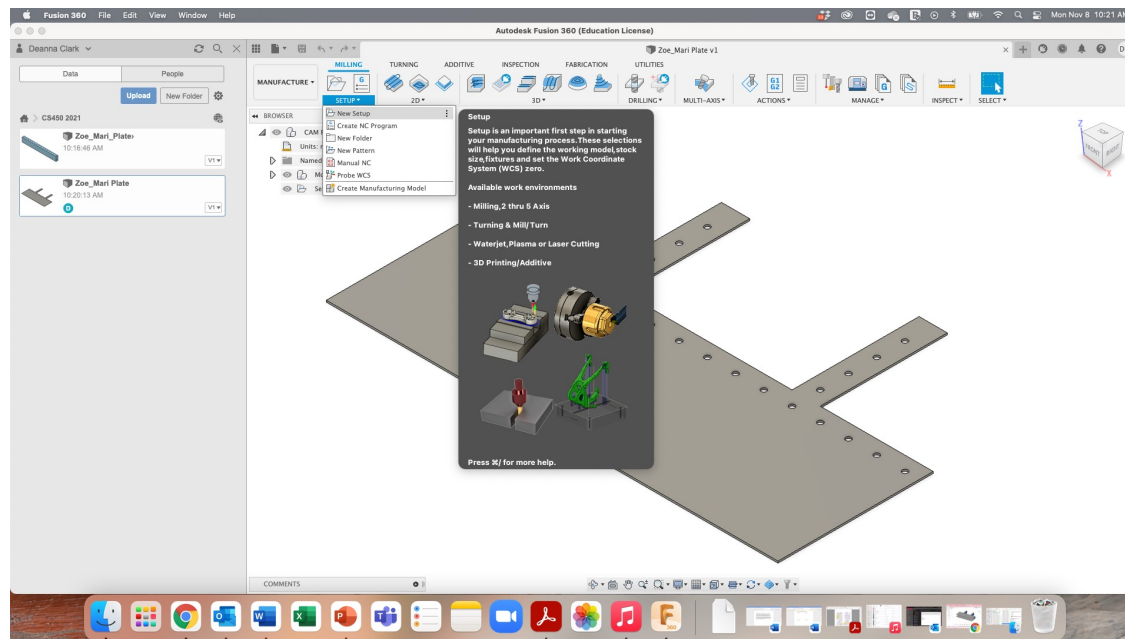 Fusion 360 File Edit View Window Help
Mon Nov 8 10:21 AM
Autodesk Fusion 360 (Education License)
Deanna Clark
Zoe_Mari_Plate v1
Data People
MILLING TURNING ADDITIVE INSPECTION FABRICATION UTILITIES
MANUFACTURE
G G1 G2 G
Upload New Folder
SETUP 2D 3D DRILLING MULTI-AXIS ACTIONS MANAGE INSPECT SELECT
CS450 2021
Zoe_Mari_Plate
10:16:46 AM
V1
Zoe_Mari Plate
10:20:13 AM
D
V1
BROWSER
CAM
Units:
Named
Se
New Setup
Create NC Program
New Folder
New Pattern
Manual NC
Probe WCS
Create Manufacturing Model
Setup
Setup is an important first step in starting
your manufacturing process.These selections
will help you define the working model,stock
size,fixtures and set the Work Coordinate
System (WCS) zero.
Available work environments
- Milling,2 thru 5 Axis
- Turning & Mill/Turn
- Waterjet,Plasma or Laser Cutting
- 3D Printing/Additive
Press ⌘/ for more help.
Z
TOP
FRONT RIGHT
X
COMMENTS